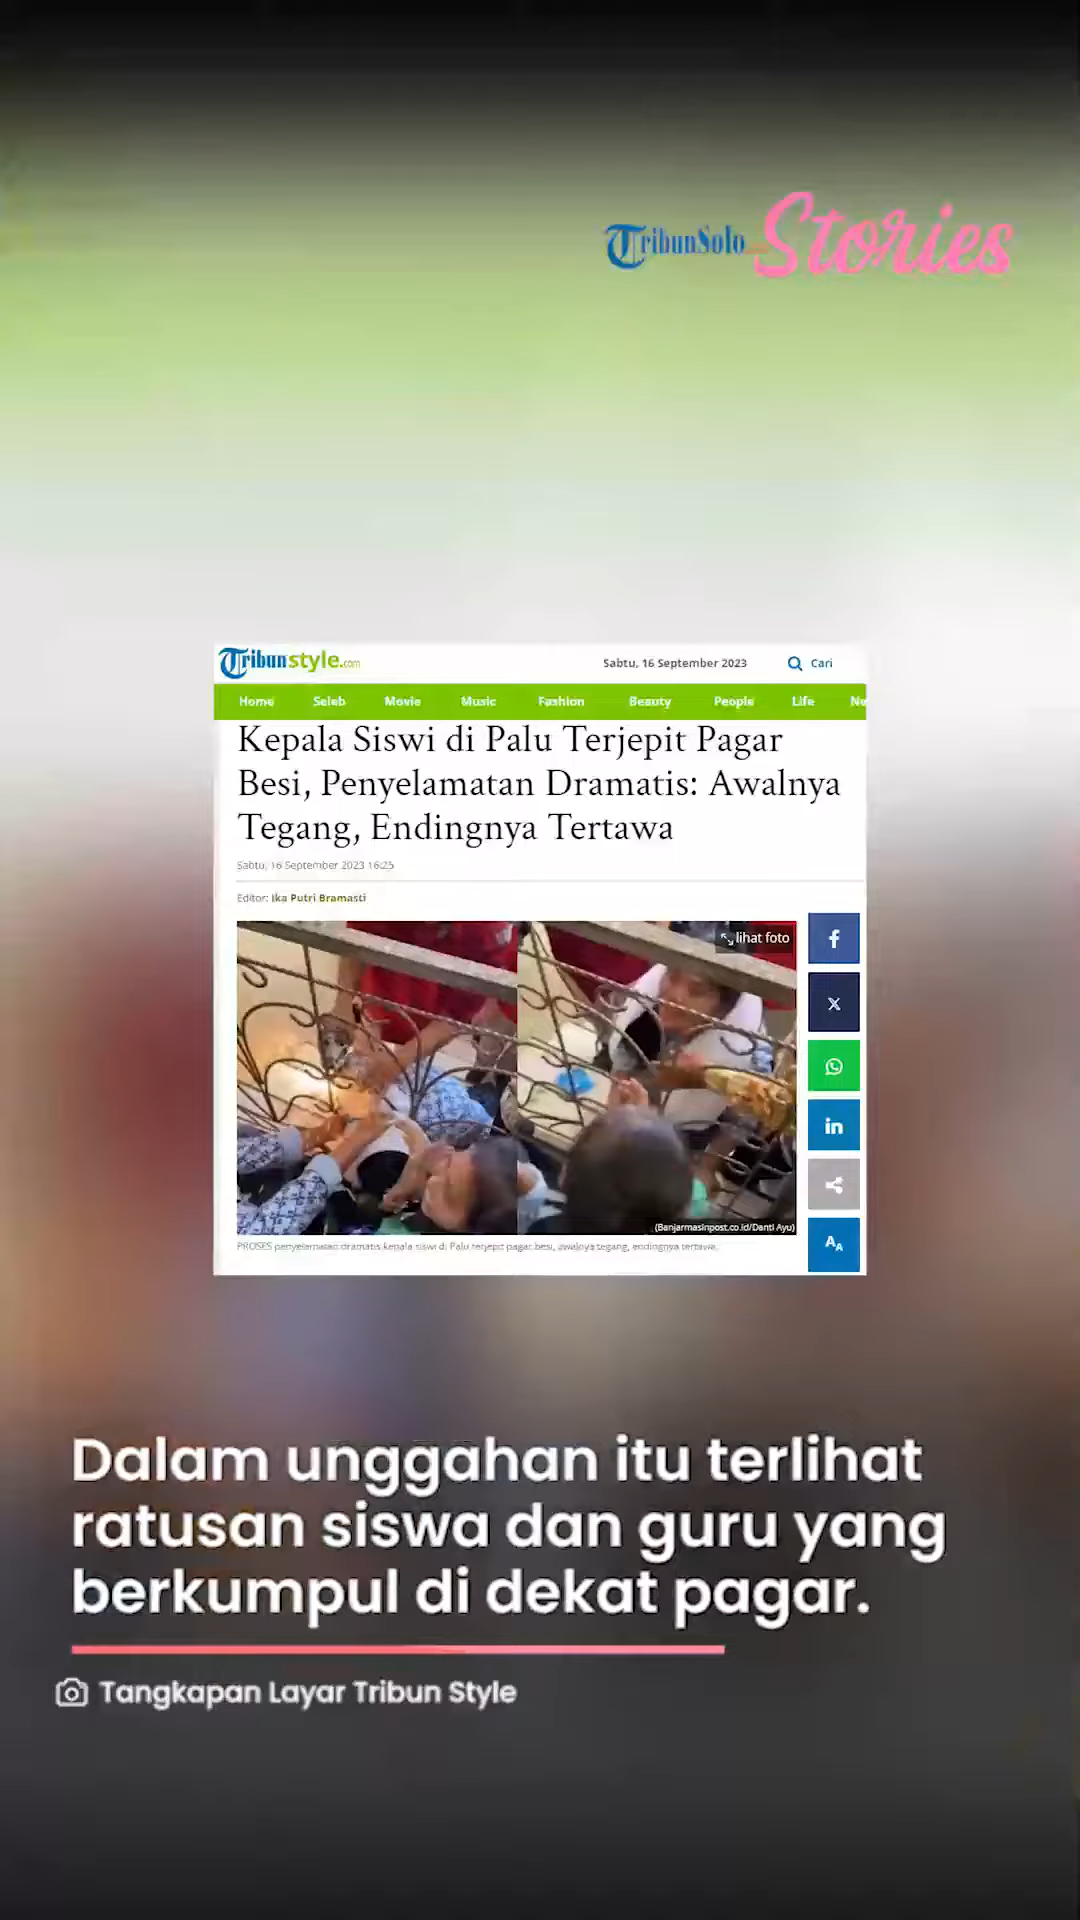 TribunSolo.com Stories
Tribunstyle.com
Sabtu, 16 September 2023
Cari
Home Seleb Movie Music Fashion Beauty People Life Ne
Kepala Siswi di Palu Terjepit Pagar
Besi, Penyelamatan Dramatis: Awalnya
Tegang, Endingnya Tertawa
Sabtu, 16 September 2023 16:25
Editor: Ika Putri Bramasti
lihat foto
(Banjarmasinpost.co.id/Danti Ayu)
PROSES penyelamatan dramatis kepala siswi di Palu terjepit pagar besi, awalnya tegang, endingnya tertawa.
Dalam unggahan itu terlihat
ratusan siswa dan guru yang
berkumpul di dekat pagar.
Tangkapan Layar Tribun Style